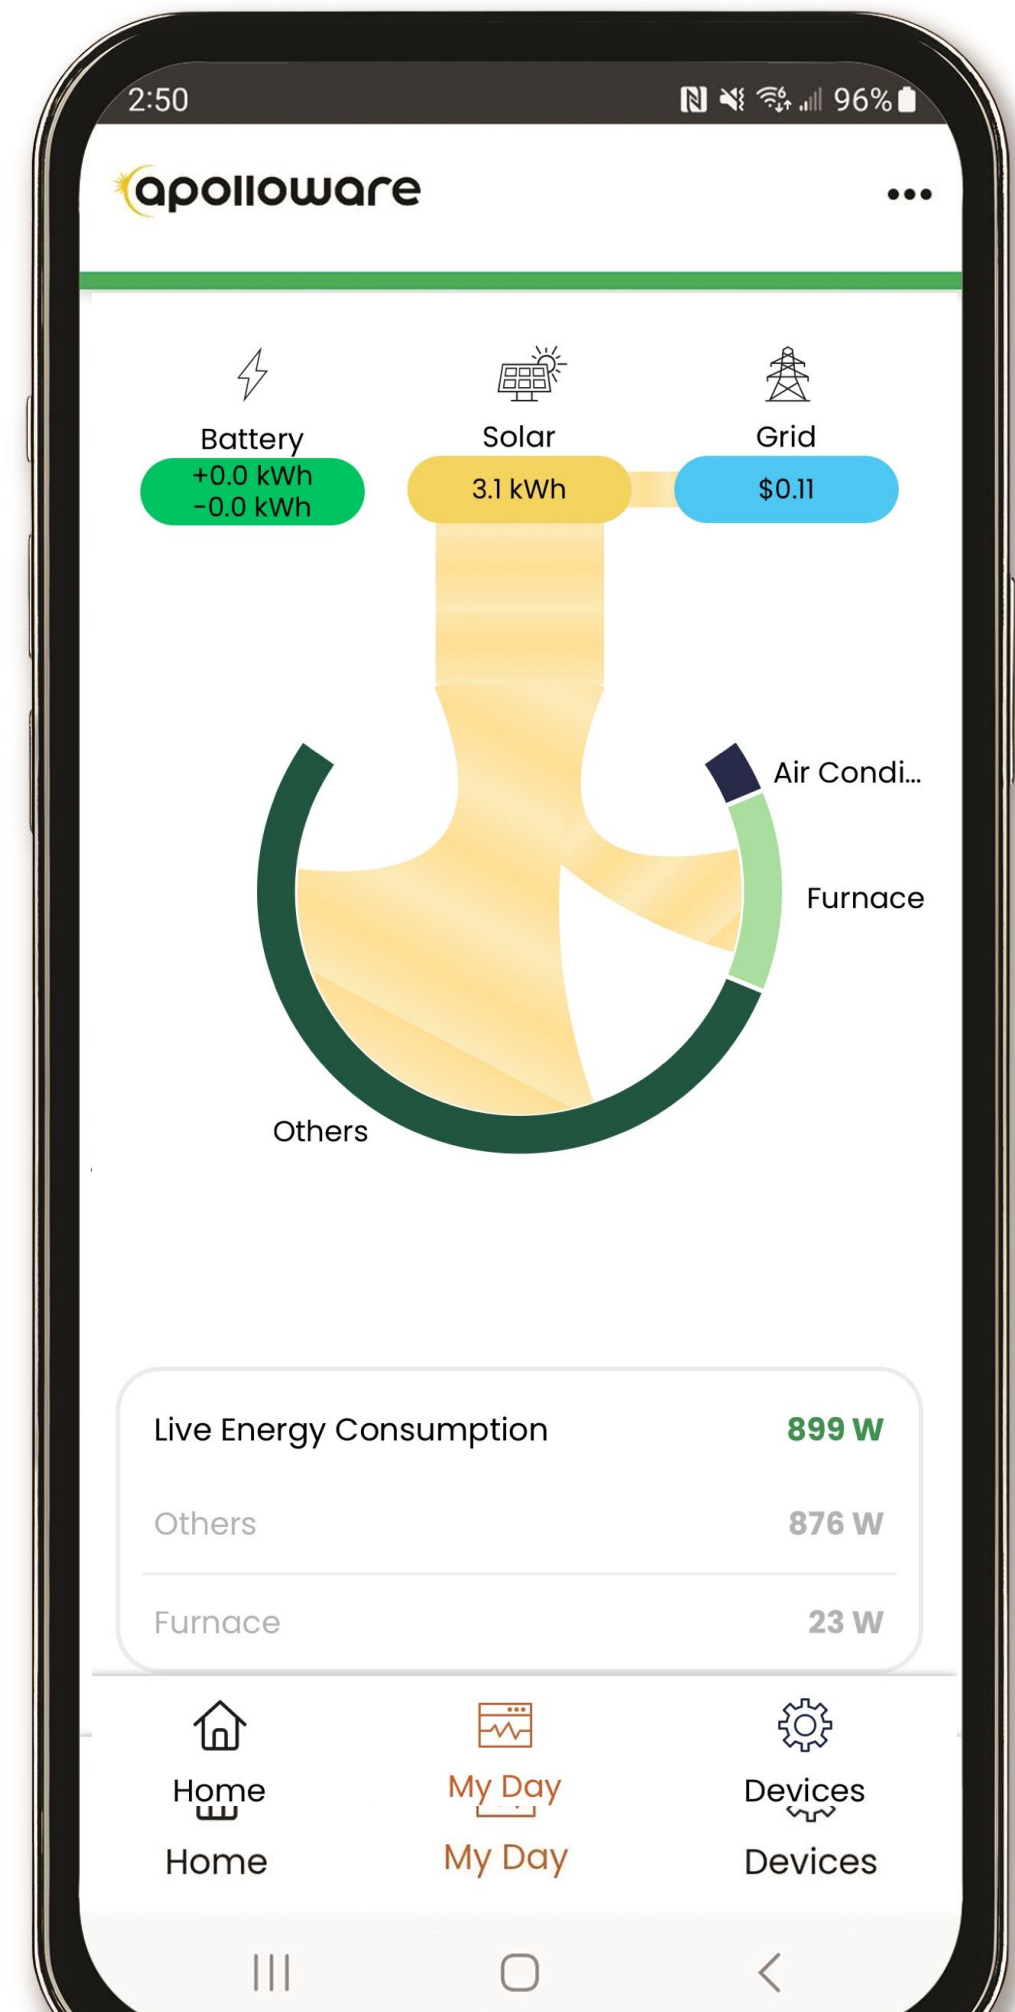 2:50
96%
apolloware
Battery
Solar
Grid
+0.0 kWh
-0.0 kWh
3.1 kWh
$0.11
Air Condi...
Furnace
Others
Live Energy Consumption 899 W
Others 876 W
Furnace 23 W
Home My Day Devices
Home My Day Devices